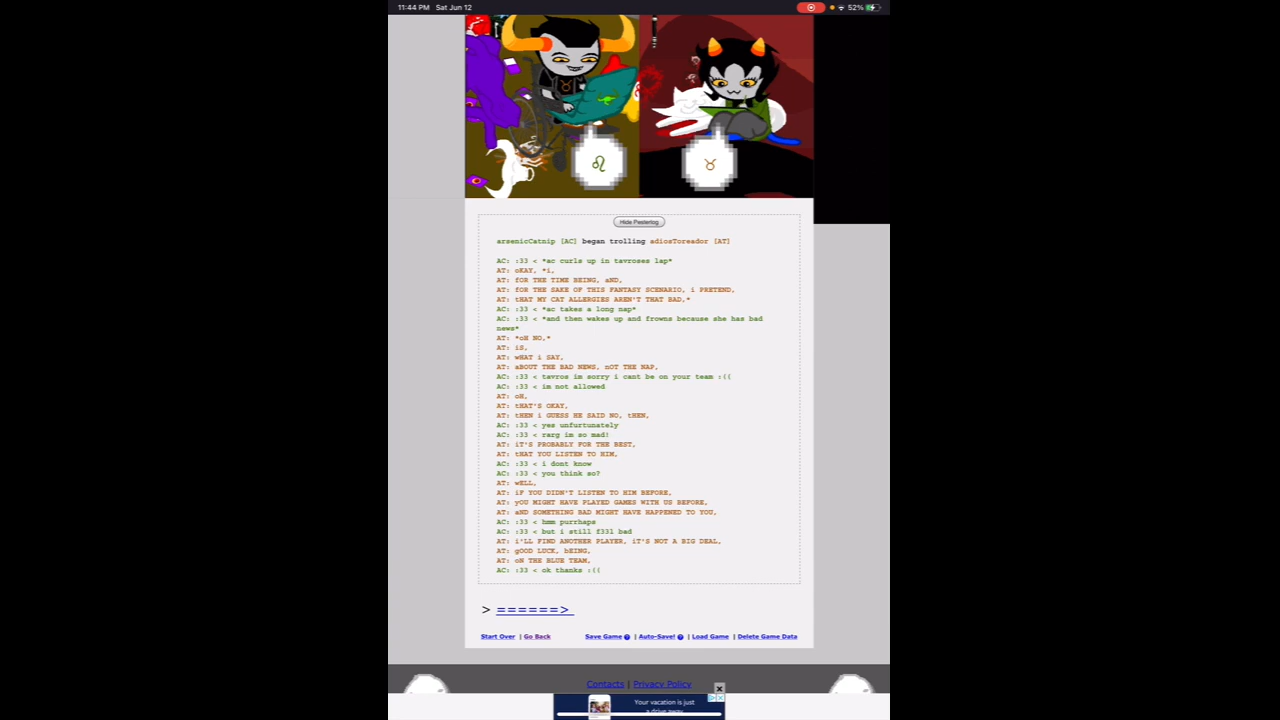 11:44 PM Sat Jun 12 52%
Hide Pesterlog
arsenicCatnip [AC] began trolling adiosToreador [AT]
AC: :33 < *ac curls up in tavroses lap*
AT: oKAY, *i,
AT: fOR THE TIME BEING, aND,
AT: fOR THE SAKE OF THIS FANTASY SCENARIO, i PRETEND,
AT: tHAT MY CAT ALLERGIES AREN'T THAT BAD,*
AC: :33 < *ac takes a long nap*
AC: :33 < *and then wakes up and frowns because she has bad
news*
AT: *oH NO,*
AT: iS,
AT: wHAT i SAY,
AT: aBOUT THE BAD NEWS, nOT THE NAP,
AC: :33 < tavros im sorry i cant be on your team :((
AC: :33 < im not allowed
AT: oH,
AT: tHAT'S OKAY,
AT: tHEN i GUESS HE SAID NO, tHEN,
AC: :33 < yes unfurtunately
AC: :33 < rarg im so mad!
AT: iT'S PROBABLY FOR THE BEST,
AT: tHAT YOU LISTEN TO HIM,
AC: :33 < i dont know
AC: :33 < you think so?
AT: wELL,
AT: iF YOU DIDN'T LISTEN TO HIM BEFORE,
AT: yOU MIGHT HAVE PLAYED GAMES WITH US BEFORE,
AT: aND SOMETHING BAD MIGHT HAVE HAPPENED TO YOU,
AC: :33 < hmm purrhaps
AC: :33 < but i still f33l bad
AT: i'LL FIND ANOTHER PLAYER, iT'S NOT A BIG DEAL,
AT: gOOD LUCK, bEING,
AT: oN THE BLUE TEAM,
AC: :33 < ok thanks :((
> ======>
Start Over | Go Back Save Game ? | Auto-Save! ? | Load Game | Delete Game Data
Contacts | Privacy Policy
Your vacation is just
a drive away.